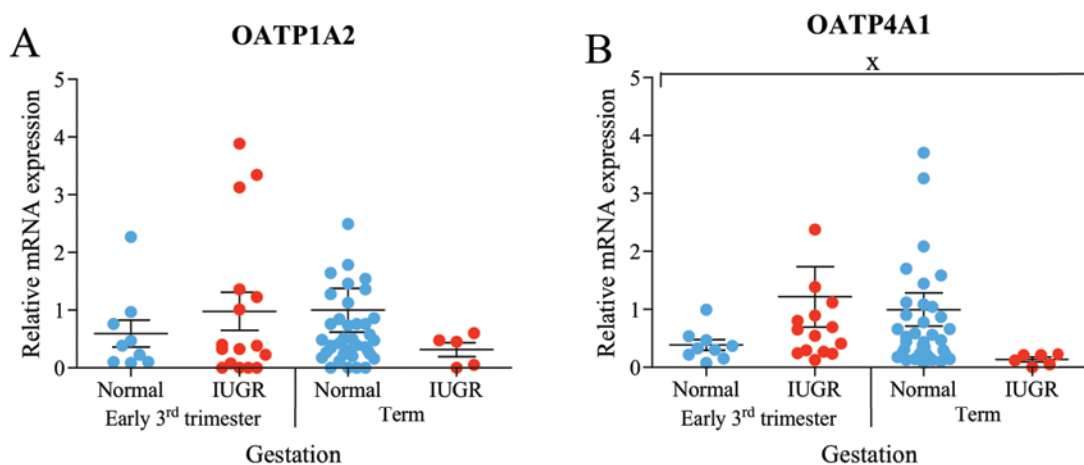 A
OATP1A2
Relative mRNA expression
5
4
3
2
1
0
Normal IUGR Normal IUGR
Early 3rd trimester Term
Gestation
B
OATP4A1
x
Relative mRNA expression
5
4
3
2
1
0
Normal IUGR Normal IUGR
Early 3rd trimester Term
Gestation